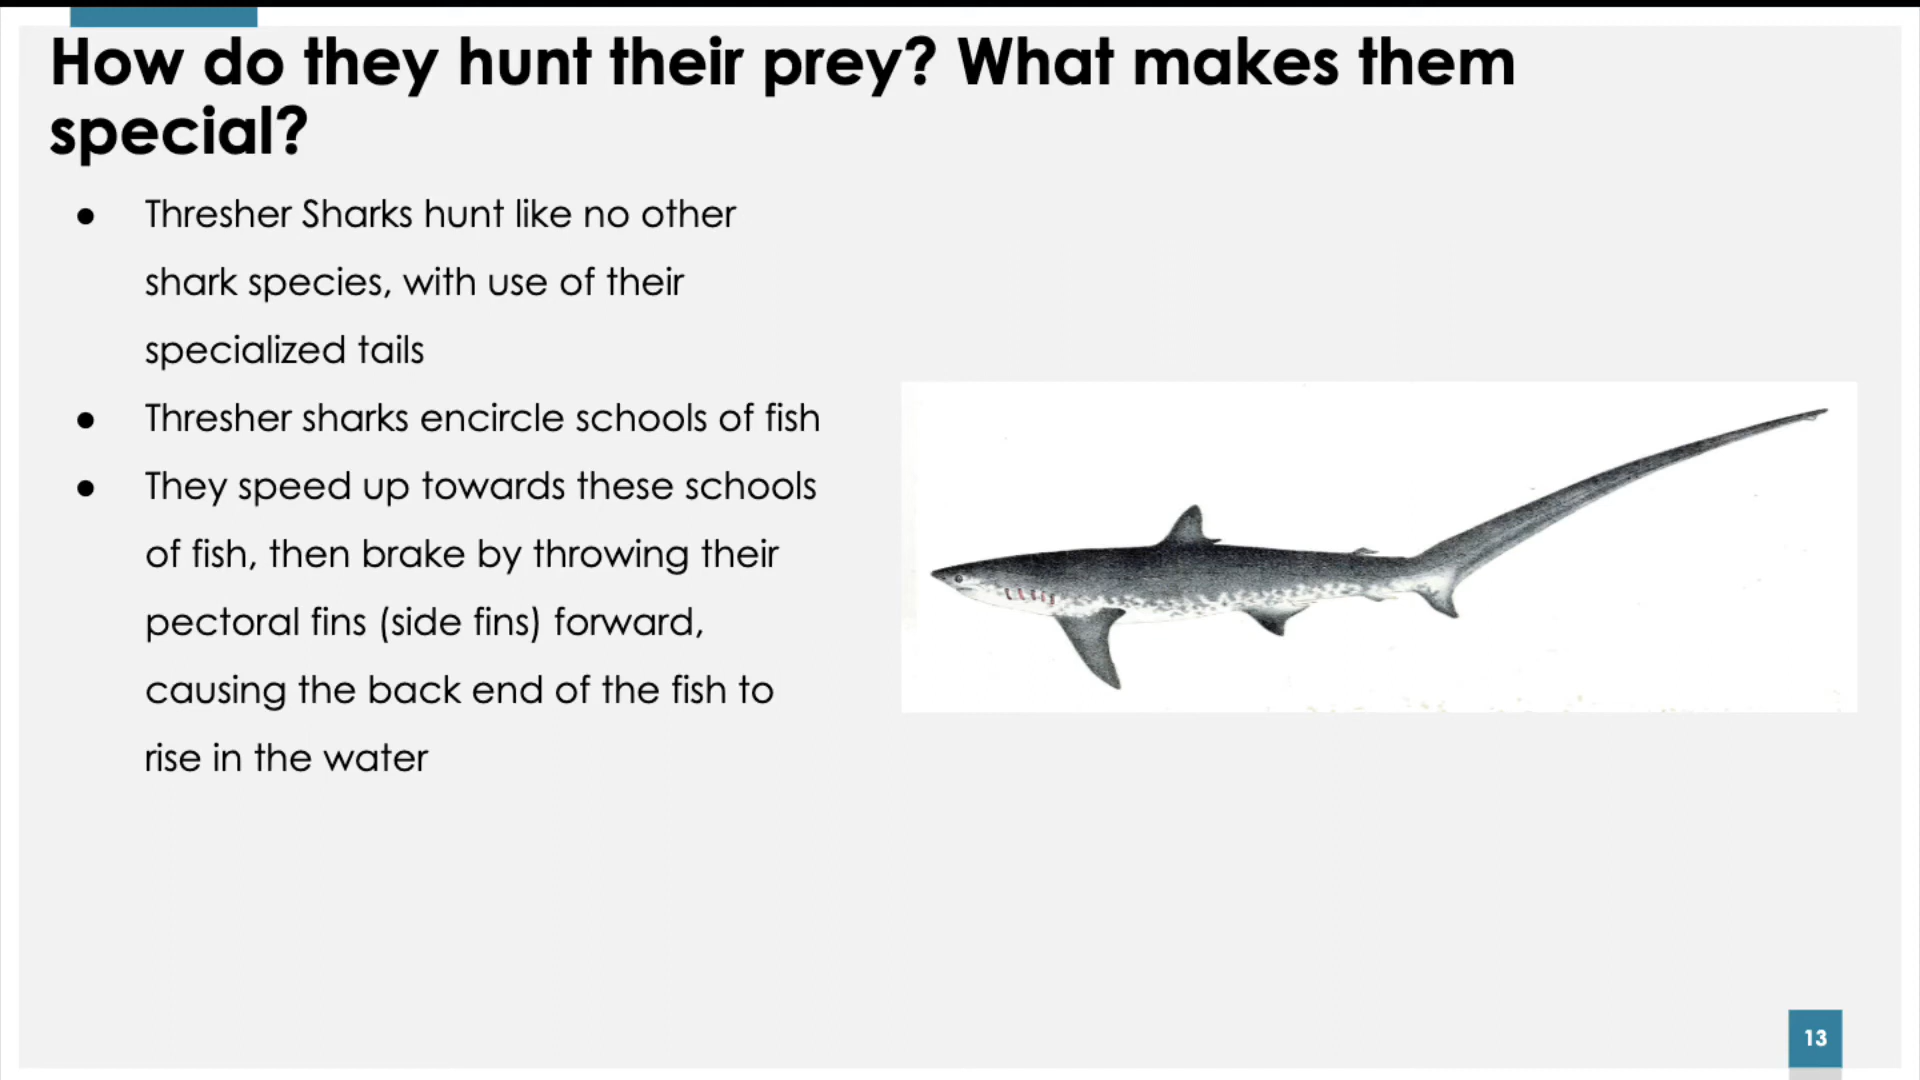 How do they hunt their prey? What makes them
special?
● Thresher Sharks hunt like no other
shark species, with use of their
specialized tails
● Thresher sharks encircle schools of fish
● They speed up towards these schools
of fish, then brake by throwing their
pectoral fins (side fins) forward,
causing the back end of the fish to
rise in the water
13